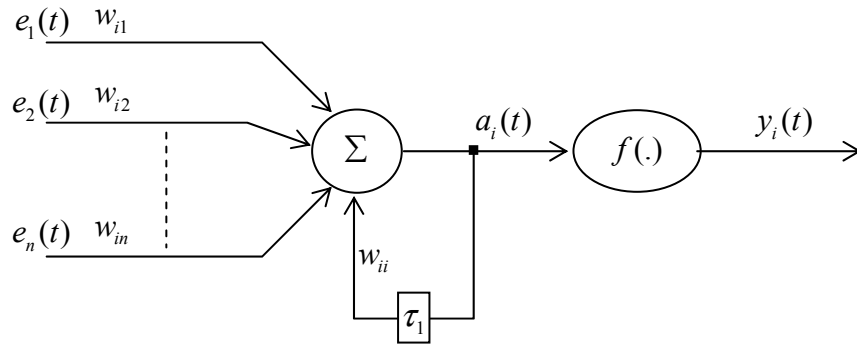 e₁(t) wᵢ₁
e₂(t) wᵢ₂
Σ
aᵢ(t)
f(.)
yᵢ(t)
eₙ(t) wᵢₙ
wᵢᵢ
τ₁